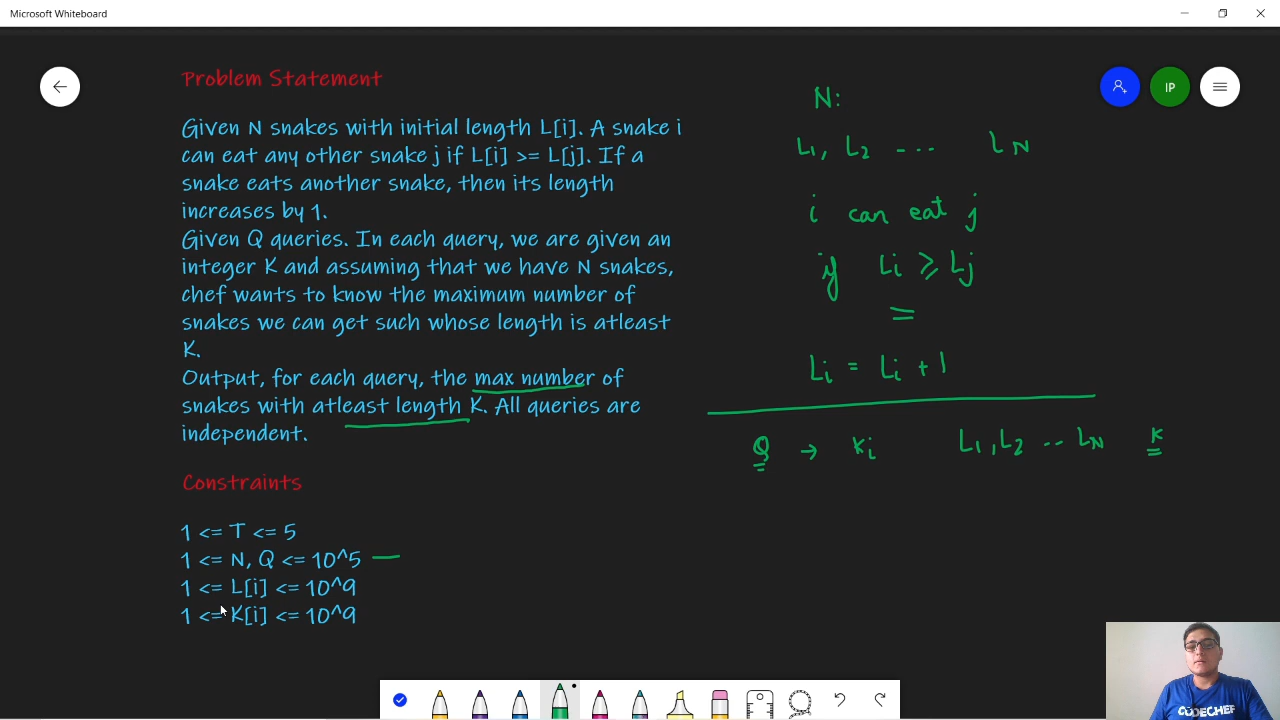 Microsoft Whiteboard
Problem Statement
Given N snakes with initial length L[i]. A snake i
can eat any other snake j if L[i] >= L[j]. If a
snake eats another snake, then its length
increases by 1.
Given Q queries. In each query, we are given an
integer K and assuming that we have N snakes,
chef wants to know the maximum number of
snakes we can get such whose length is atleast
K.
Output, for each query, the max number of
snakes with atleast length K. All queries are
independent.
Constraints
1 <= T <= 5
1 <= N, Q <= 10^5
1 <= L[i] <= 10^9
1 <= K[i] <= 10^9
IP
N:
L1, L2 --- LN
i can eat j
if Li >= Lj
Li = Li + 1
Q → Ki L1, L2 -- LN K
CODECHEF